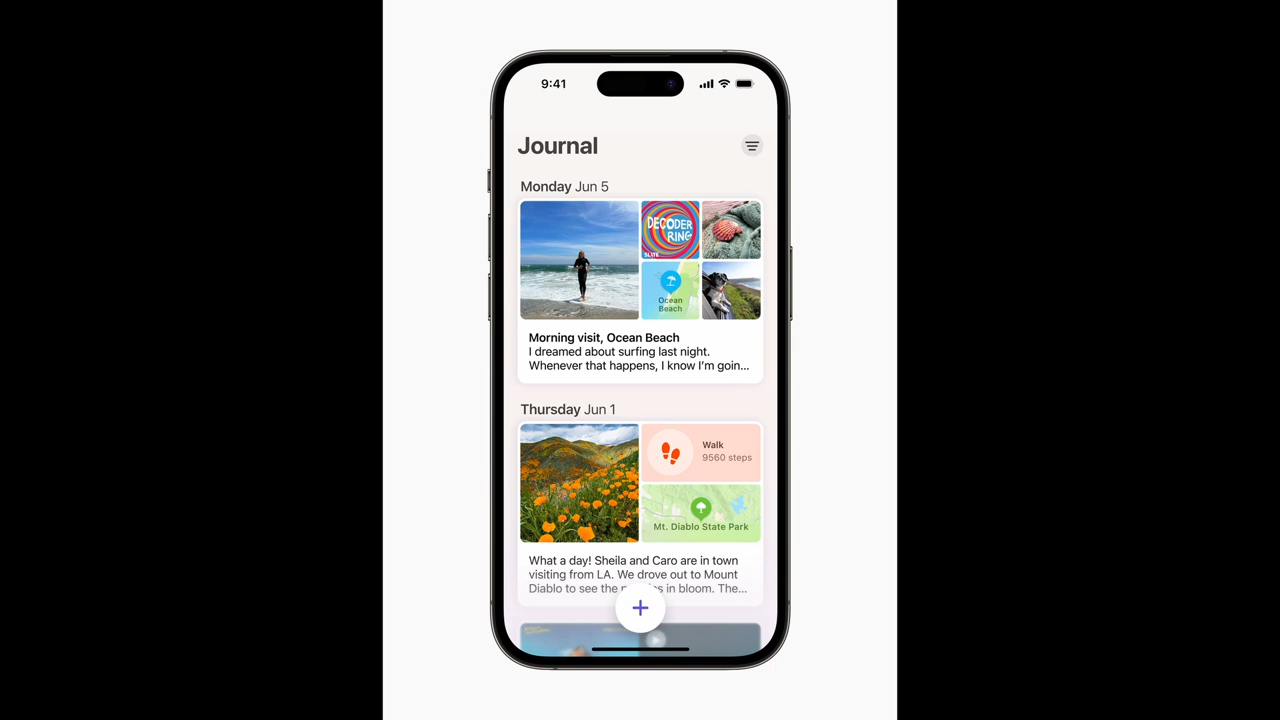 9:41
Journal
Monday Jun 5
DECODER
RING
SLATE
Ocean
Beach
Morning visit, Ocean Beach
I dreamed about surfing last night.
Whenever that happens, I know I'm goin...
Thursday Jun 1
Walk
9560 steps
Mt. Diablo State Park
What a day! Sheila and Caro are in town
visiting from LA. We drove out to Mount
Diablo to see the in bloom. The...